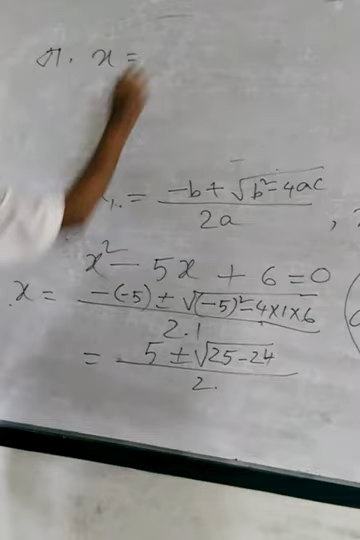 x =
= (-b + √(b² - 4ac)) / 2a ,
x² - 5x + 6 = 0
x = (-(-5) ± √((-5)² - 4×1×6)) / 2.1
= (5 ± √(25-24)) / 2.